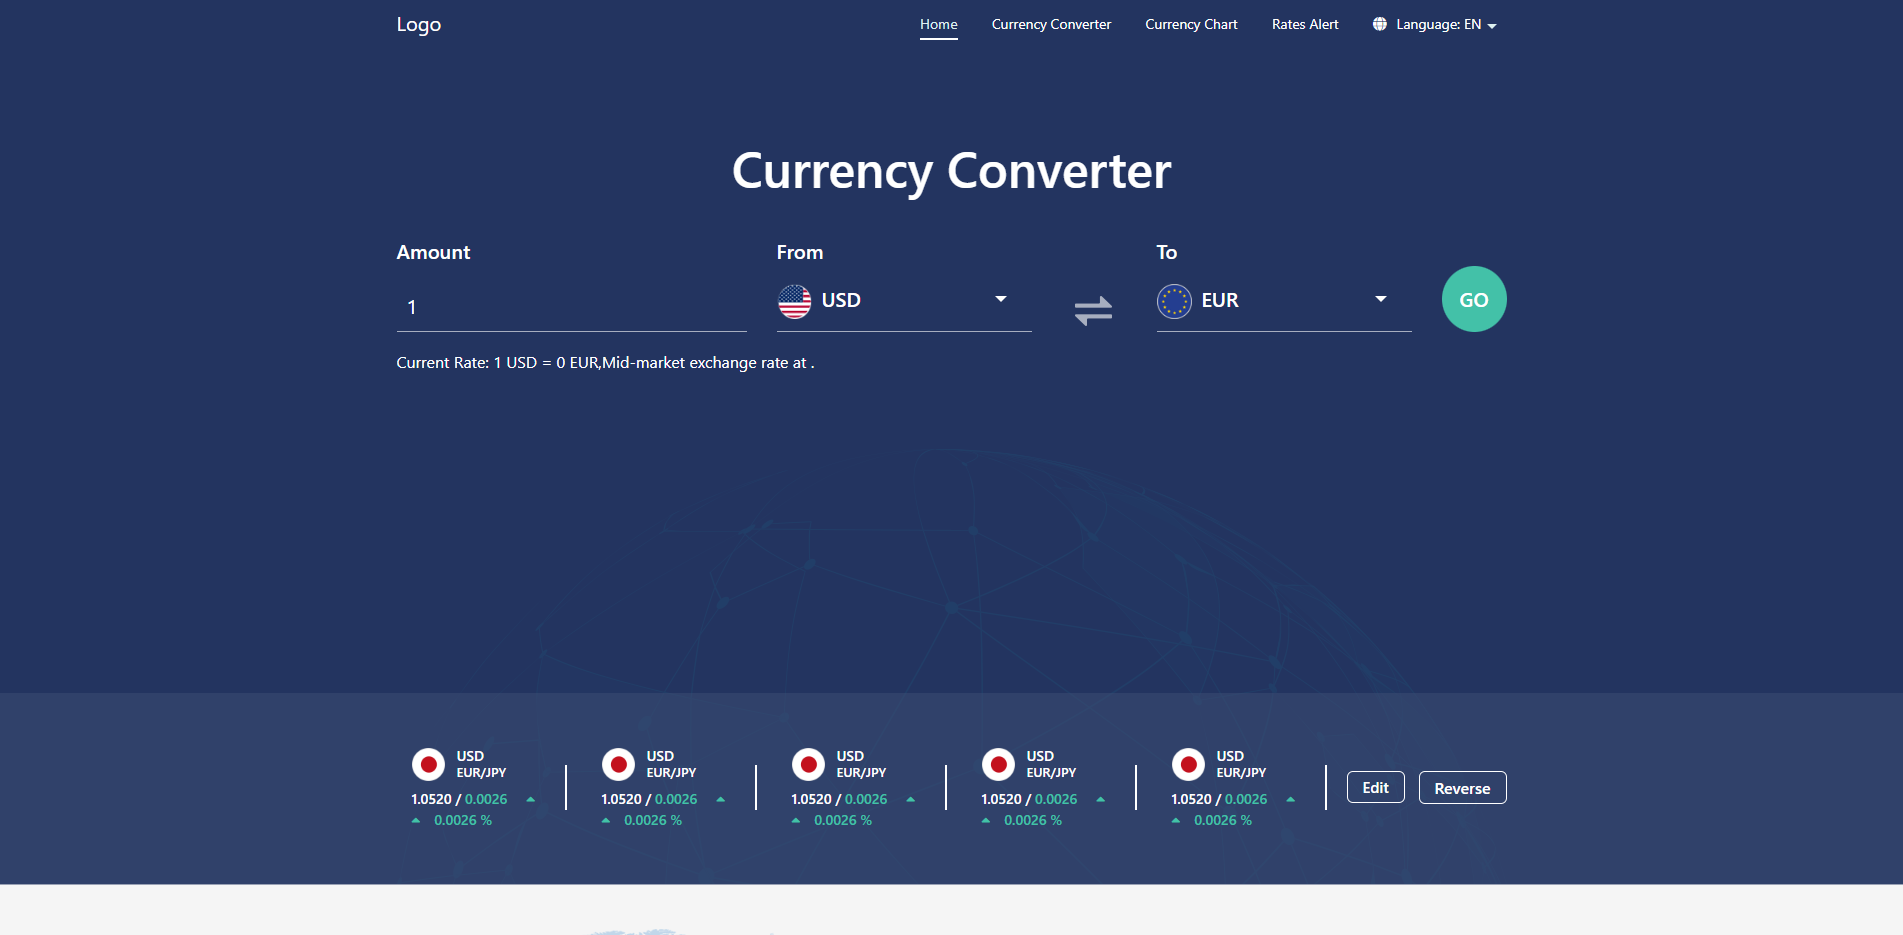 Logo
Home
Currency Converter
Currency Chart
Rates Alert
Language: EN
Currency Converter
Amount
From
To
1
USD
EUR
GO
Current Rate: 1 USD = 0 EUR,Mid-market exchange rate at .
USD
EUR/JPY
1.0520 / 0.0026
0.0026 %
USD
EUR/JPY
1.0520 / 0.0026
0.0026 %
USD
EUR/JPY
1.0520 / 0.0026
0.0026 %
USD
EUR/JPY
1.0520 / 0.0026
0.0026 %
USD
EUR/JPY
1.0520 / 0.0026
0.0026 %
Edit
Reverse